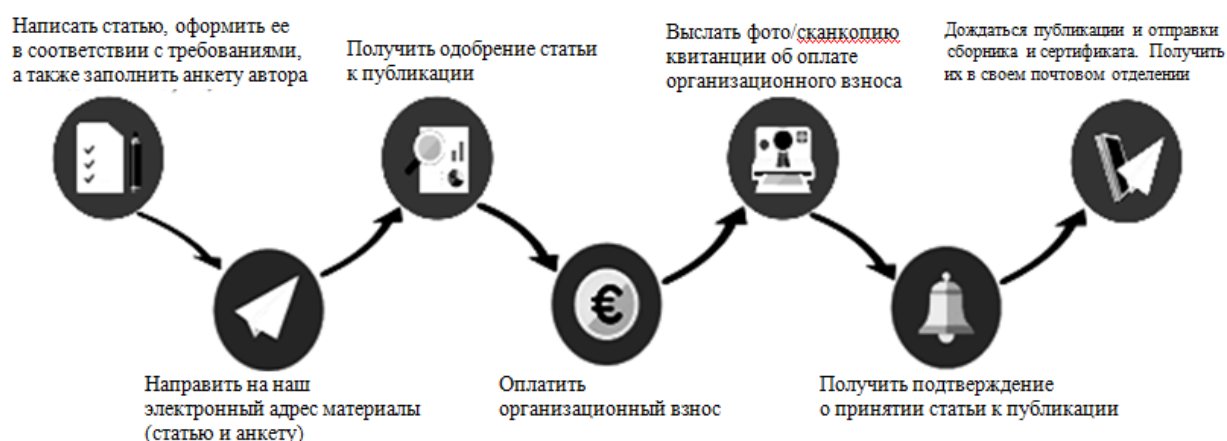 Написать статью, оформить ее
в соответствии с требованиями,
а также заполнить анкету автора
Направить на наш
электронный адрес материалы
(статью и анкету)
Получить одобрение статьи
к публикации
Оплатить
организационный взнос
Выслать фото/сканкопию
квитанции об оплате
организационного взноса
Получить подтверждение
о принятии статьи к публикации
Дождаться публикации и отправки
сборника и сертификата. Получить
их в своем почтовом отделении